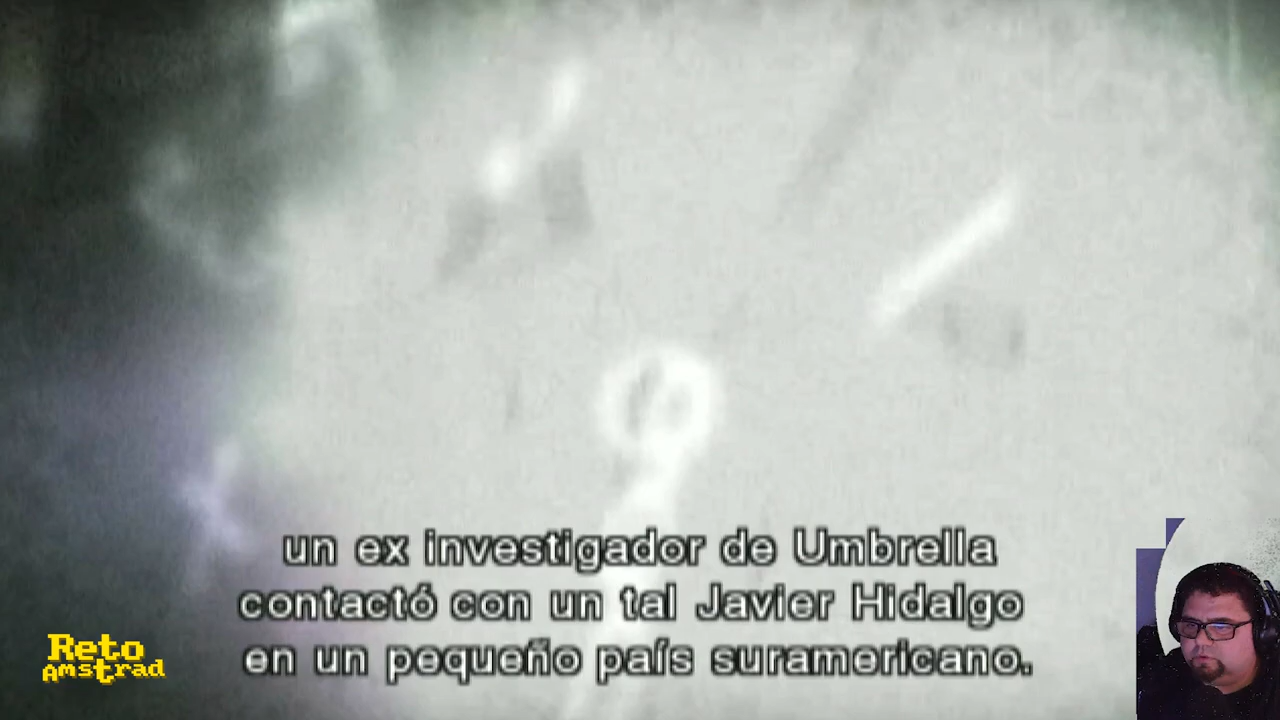 un ex investigador de Umbrella
contactó con un tal Javier Hidalgo
en un pequeño país suramericano.
Reto
Amstrad